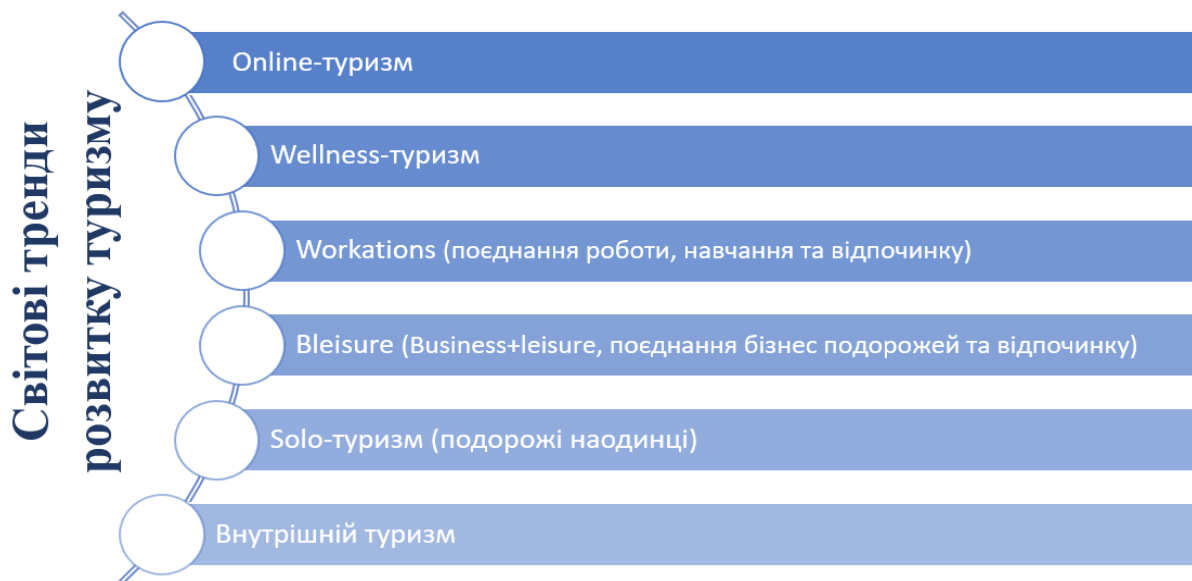 Світові тренди
розвитку туризму
Online-туризм
Wellness-туризм
Workations (поєднання роботи, навчання та відпочинку)
Bleisure (Business+leisure, поєднання бізнес подорожей та відпочинку)
Solo-туризм (подорожі наодинці)
Внутрішній туризм